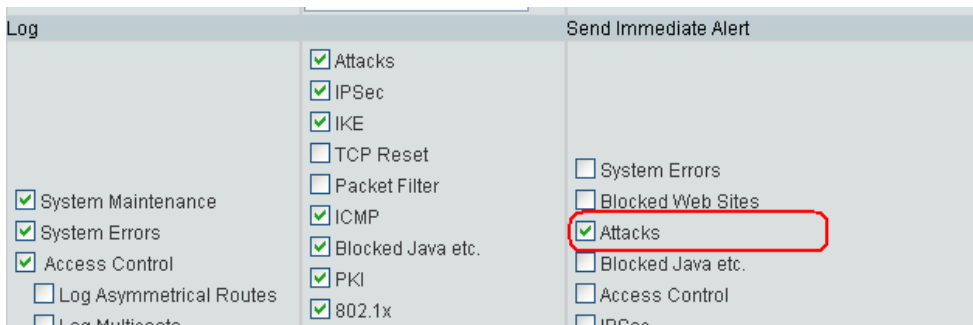 Log
Send Immediate Alert
System Maintenance
System Errors
Access Control
Log Asymmetrical Routes
Attacks
IPSec
IKE
TCP Reset
Packet Filter
ICMP
Blocked Java etc.
PKI
802.1x
System Errors
Blocked Web Sites
Attacks
Blocked Java etc.
Access Control